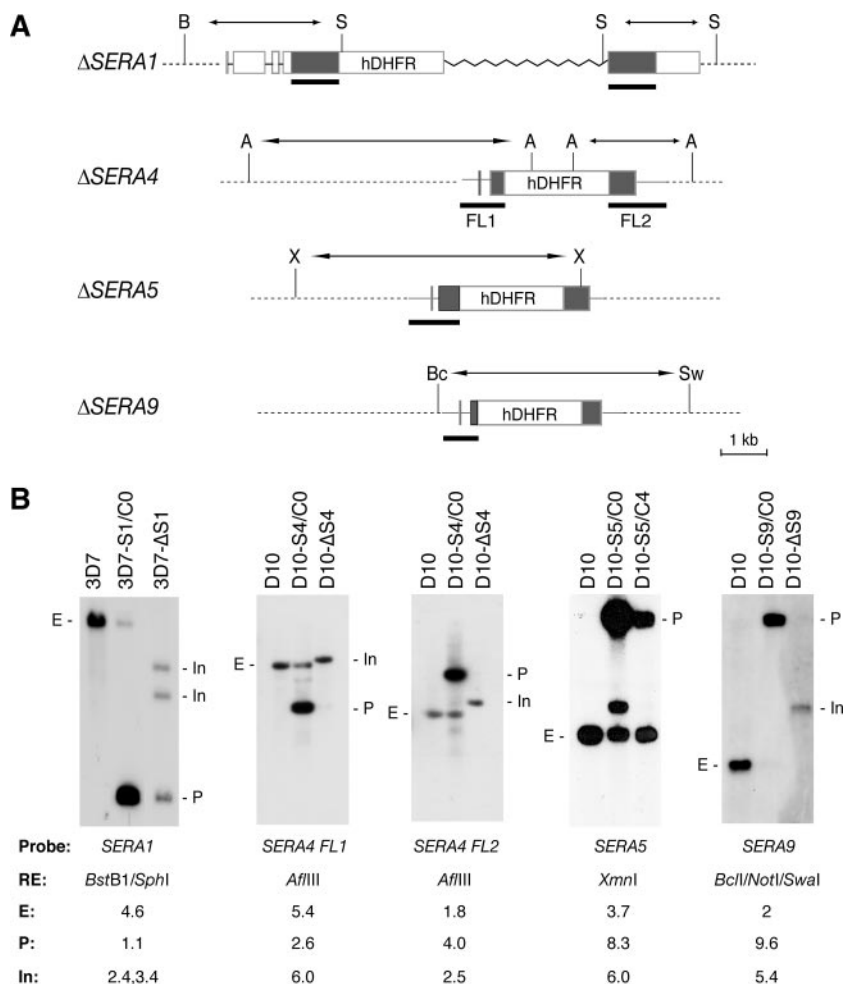 A
B S S S
ΔSERA1 hDHFR
A A A A
ΔSERA4 hDHFR
FL1 FL2
X X
ΔSERA5 hDHFR
Bc Sw
ΔSERA9 hDHFR
1 kb
B
3D7 3D7-S1/C0 3D7-ΔS1 D10 D10-S4/C0 D10-ΔS4 D10 D10-S4/C0 D10-ΔS4 D10 D10-S5/C0 D10-S5/C4 D10 D10-S9/C0 D10-ΔS9
E - - In - In - P
E - - In - P
E - - P - In
E - - P
E - - P - In
Probe: SERA1 SERA4 FL1 SERA4 FL2 SERA5 SERA9
RE: BstB1/SphI AflIII AflIII XmnI BclI/NotI/SwaI
E: 4.6 5.4 1.8 3.7 2
P: 1.1 2.6 4.0 8.3 9.6
In: 2.4,3.4 6.0 2.5 6.0 5.4